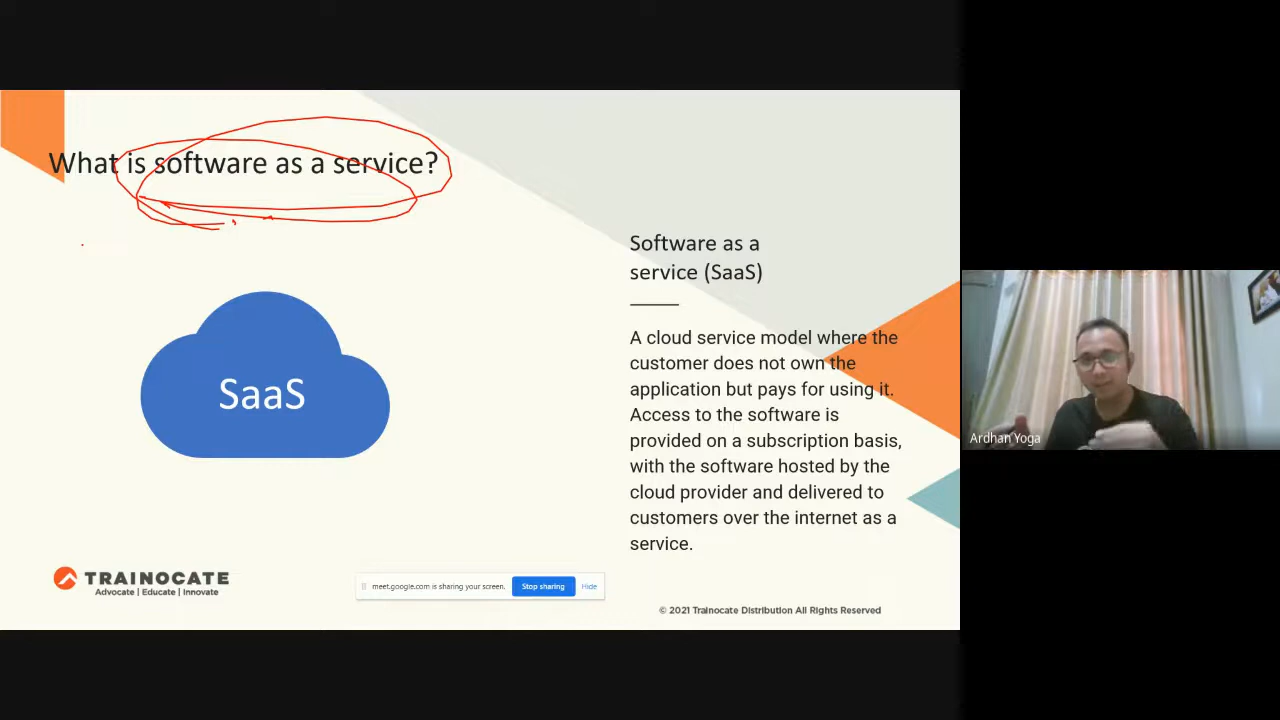 What is software as a service?
Software as a
service (SaaS)
A cloud service model where the
customer does not own the
application but pays for using it.
Access to the software is
provided on a subscription basis,
with the software hosted by the
cloud provider and delivered to
customers over the internet as a
service.
SaaS
TRAINOCATE
Advocate | Educate | Innovate
meet.google.com is sharing your screen.
Stop sharing
Hide
© 2021 Trainocate Distribution All Rights Reserved
Ardhan Yoga